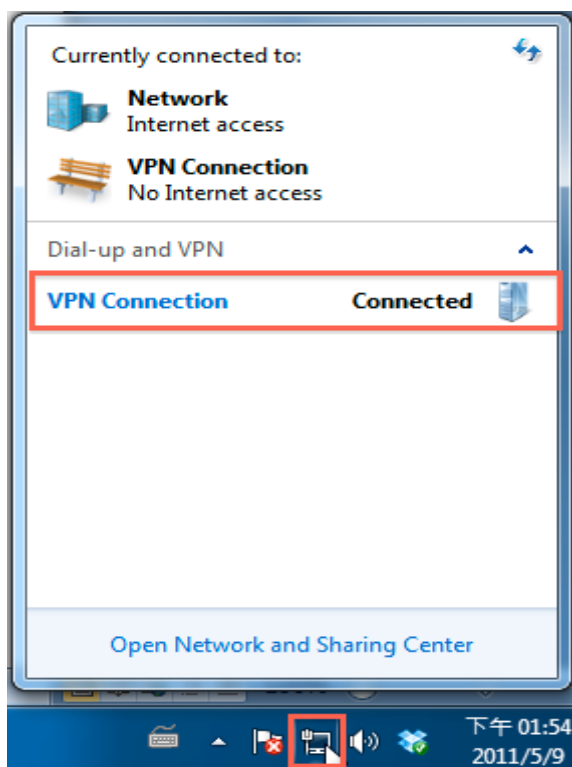 Currently connected to:
Network
Internet access
VPN Connection
No Internet access
Dial-up and VPN
VPN Connection Connected
Open Network and Sharing Center
下午 01:54
2011/5/9